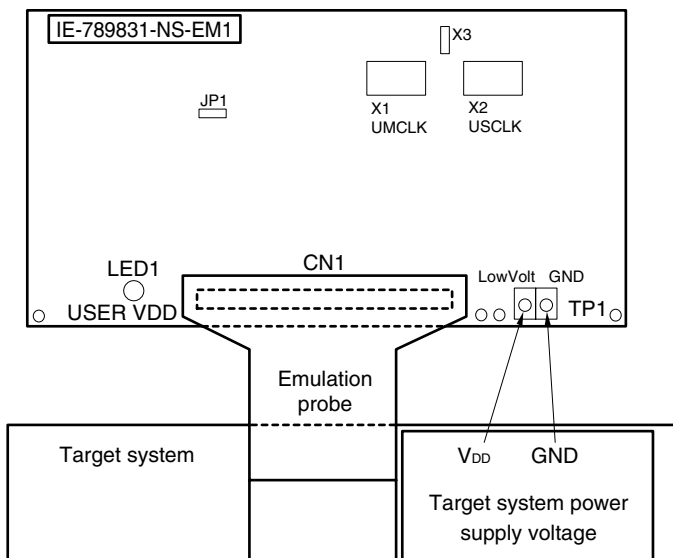 IE-789831-NS-EM1
X3
JP1
X1
UMCLK
X2
USCLK
CN1
LED1
USER VDD
LowVolt GND
TP1
Emulation
probe
Target system
VDD GND
Target system power
supply voltage